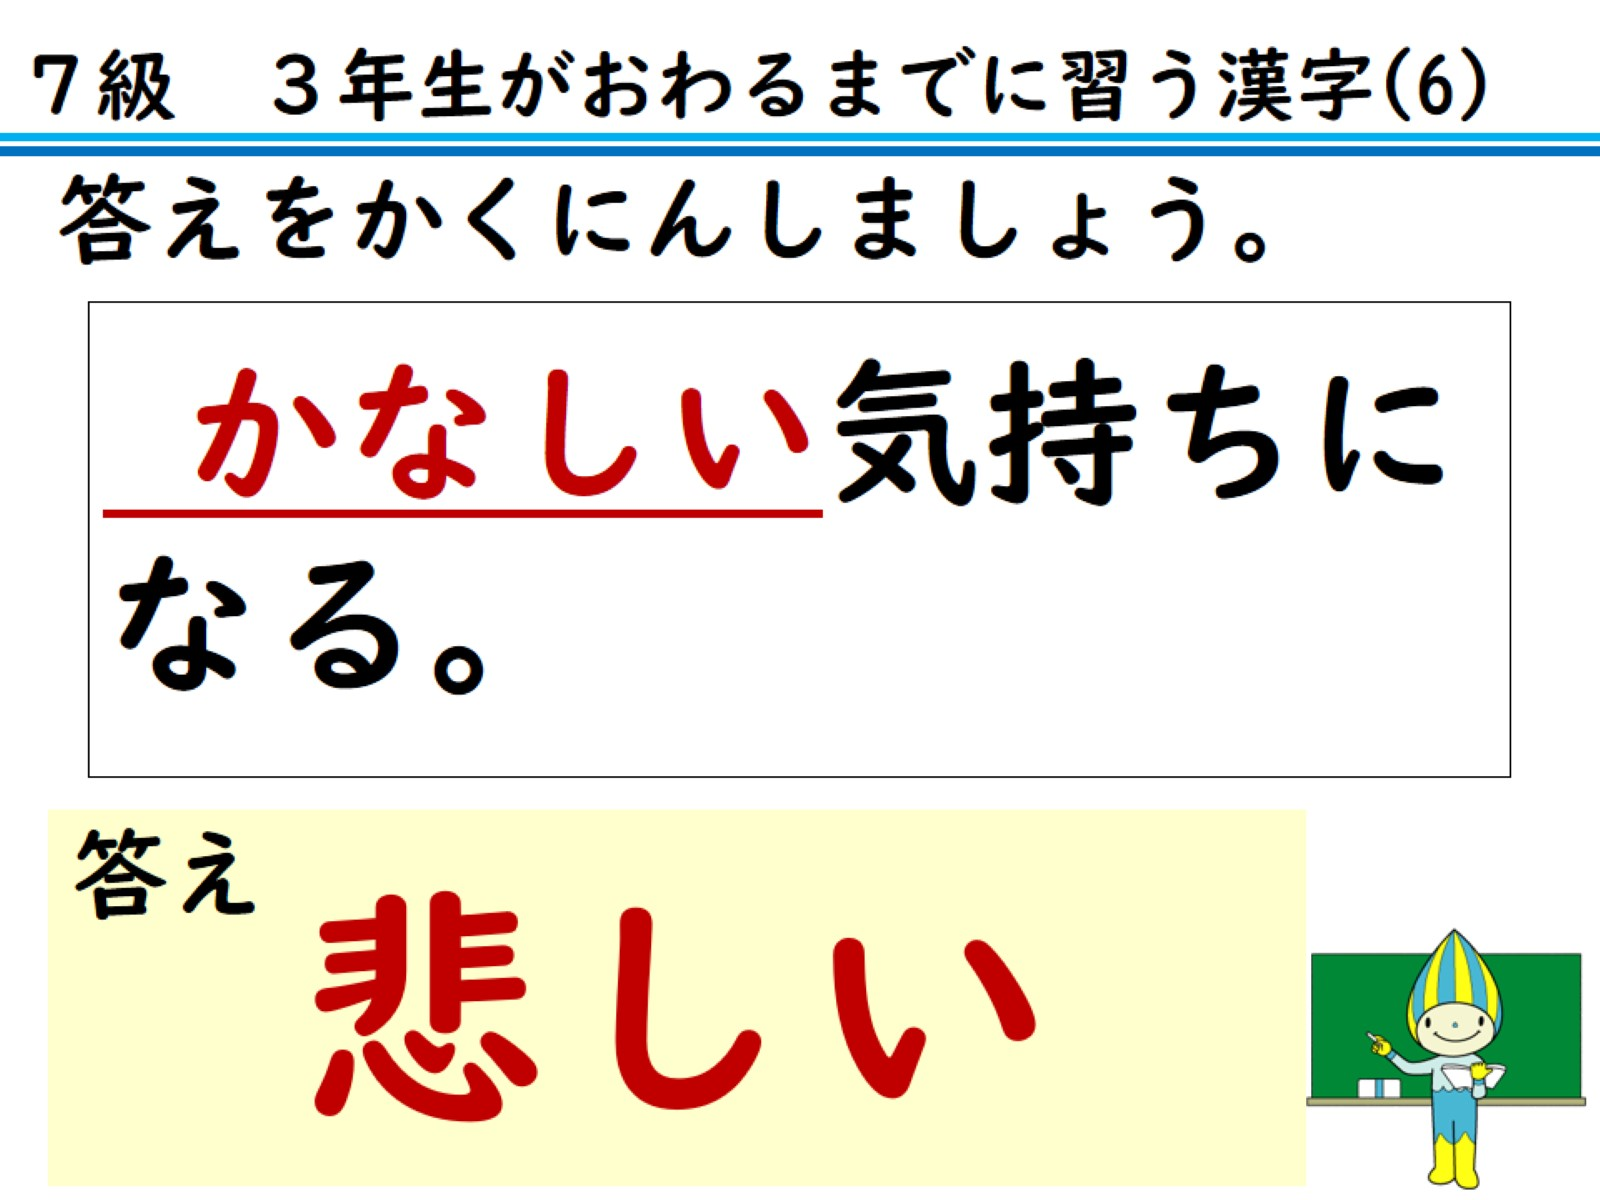 ７級　３年生がおわるまでに習う漢字(6)
答えをかくにんしましょう。
かなしい気持ちに
なる。
答え
悲しい